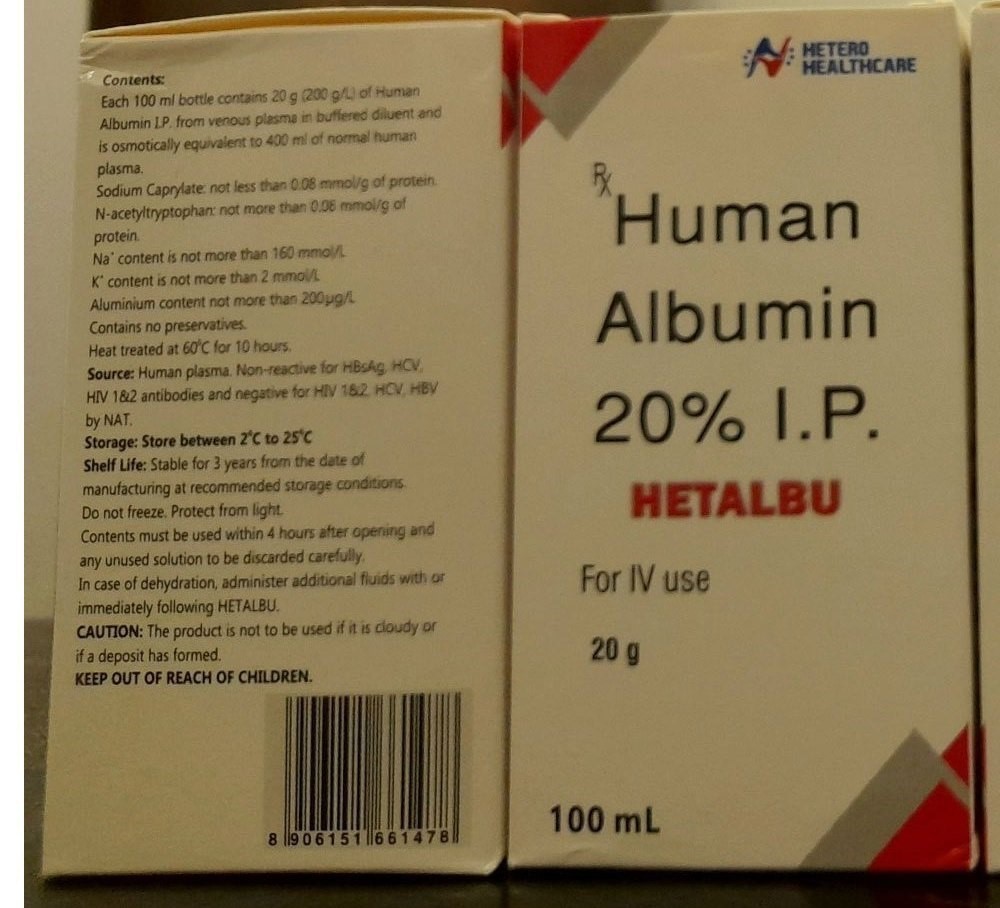 Contents:
Each 100 ml bottle contains 20 g (200 g/L) of Human
Albumin I.P. from venous plasma in buffered diluent and
is osmotically equivalent to 400 ml of normal human
plasma.
Sodium Caprylate: not less than 0.08 mmol/g of protein.
N-acetyltryptophan: not more than 0.08 mmol/g of
protein.
Na⁺ content is not more than 160 mmol/L
K⁺ content is not more than 2 mmol/L
Aluminium content not more than 200µg/L
Contains no preservatives.
Heat treated at 60°C for 10 hours.
Source: Human plasma. Non-reactive for HBsAg, HCV,
HIV 1&2 antibodies and negative for HIV 1&2, HCV, HBV
by NAT.
Storage: Store between 2°C to 25°C
Shelf Life: Stable for 3 years from the date of
manufacturing at recommended storage conditions.
Do not freeze. Protect from light.
Contents must be used within 4 hours after opening and
any unused solution to be discarded carefully.
In case of dehydration, administer additional fluids with or
immediately following HETALBU.
CAUTION: The product is not to be used if it is cloudy or
if a deposit has formed.
KEEP OUT OF REACH OF CHILDREN.
8 906151 661478
HETERO
HEALTHCARE
Rx
Human
Albumin
20% I.P.
HETALBU
For IV use
20 g
100 mL